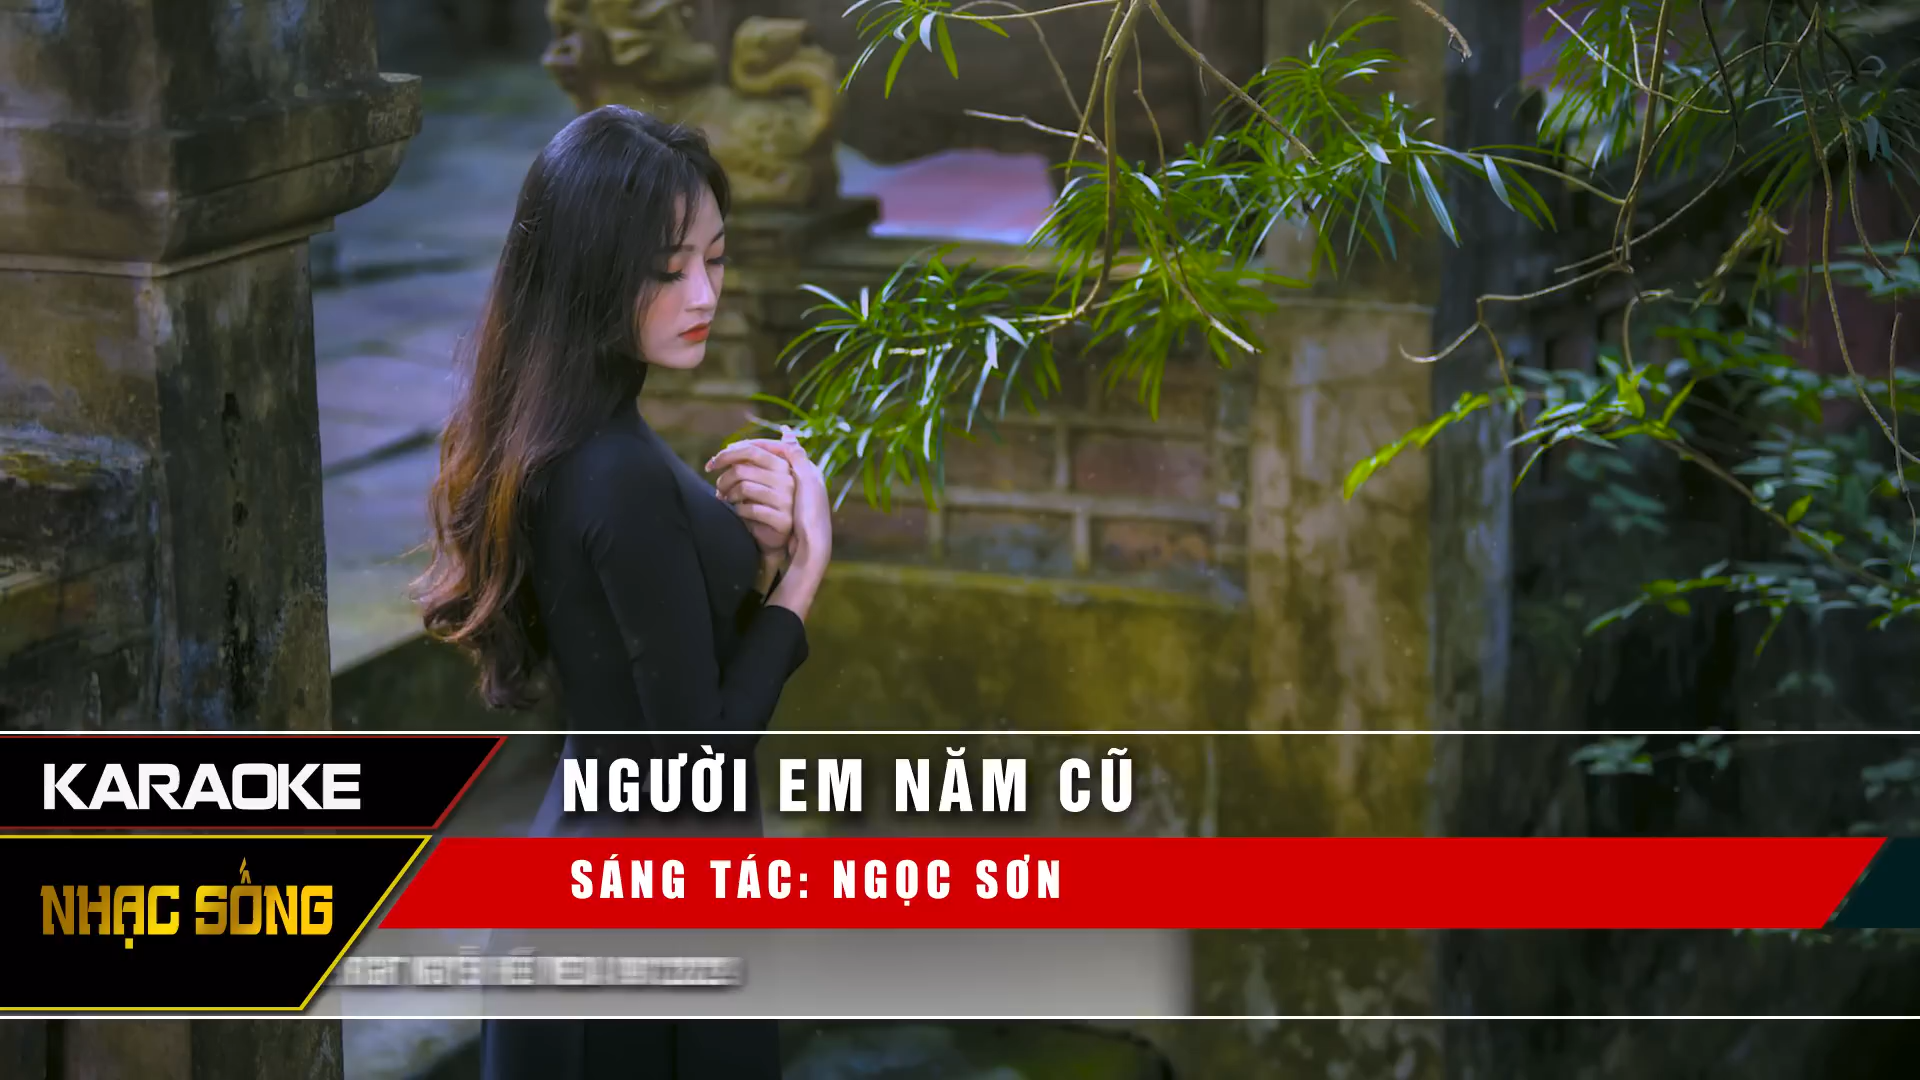 KARAOKE
NGƯỜI EM NĂM CŨ
NHẠC SỐNG
SÁNG TÁC: NGỌC SƠN